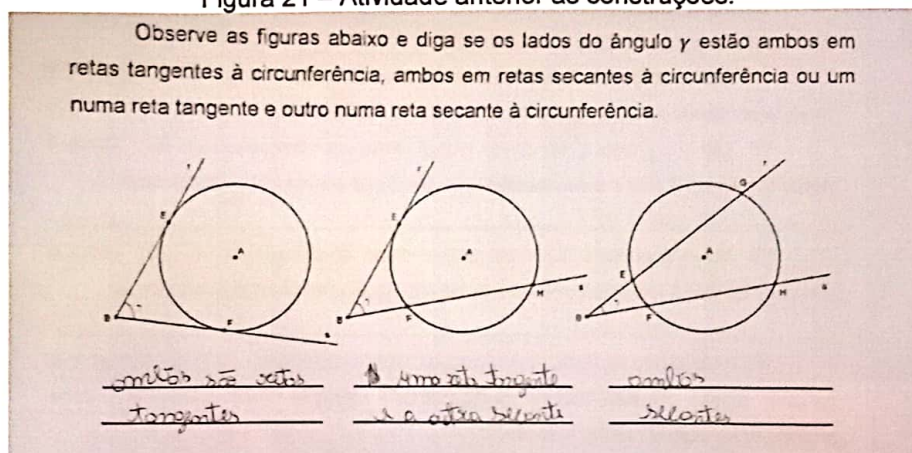 Figura 21 – Atividade anterior às construções.
Observe as figuras abaixo e diga se os lados do ângulo γ estão ambos em
retas tangentes à circunferência, ambos em retas secantes à circunferência ou um
numa reta tangente e outro numa reta secante à circunferência.
r r r
G
E E E
A A A
H s H s
B F B F B F
s
ambos são retas uma reta tangente ambos
tangentes e a outra secante secantes